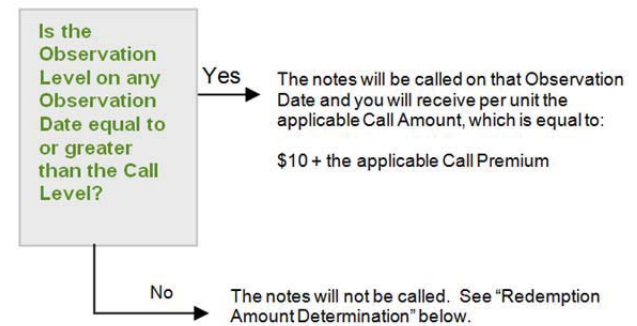 Is the
Observation
Level on any
Observation
Date equal to
or greater
than the Call
Level?
Yes
The notes will be called on that Observation
Date and you will receive per unit the
applicable Call Amount, which is equal to:
$10 + the applicable Call Premium
No
The notes will not be called. See “Redemption
Amount Determination” below.